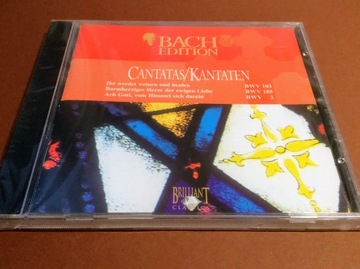 BACH
EDITION
CANTATAS/KANTATEN
Ihr werdet weinen und heulen BWV 103
Barmherziges Herze der ewigen Liebe BWV 185
Ach Gott, vom Himmel sieh darein BWV 2
BRILLIANT
CLASSICS